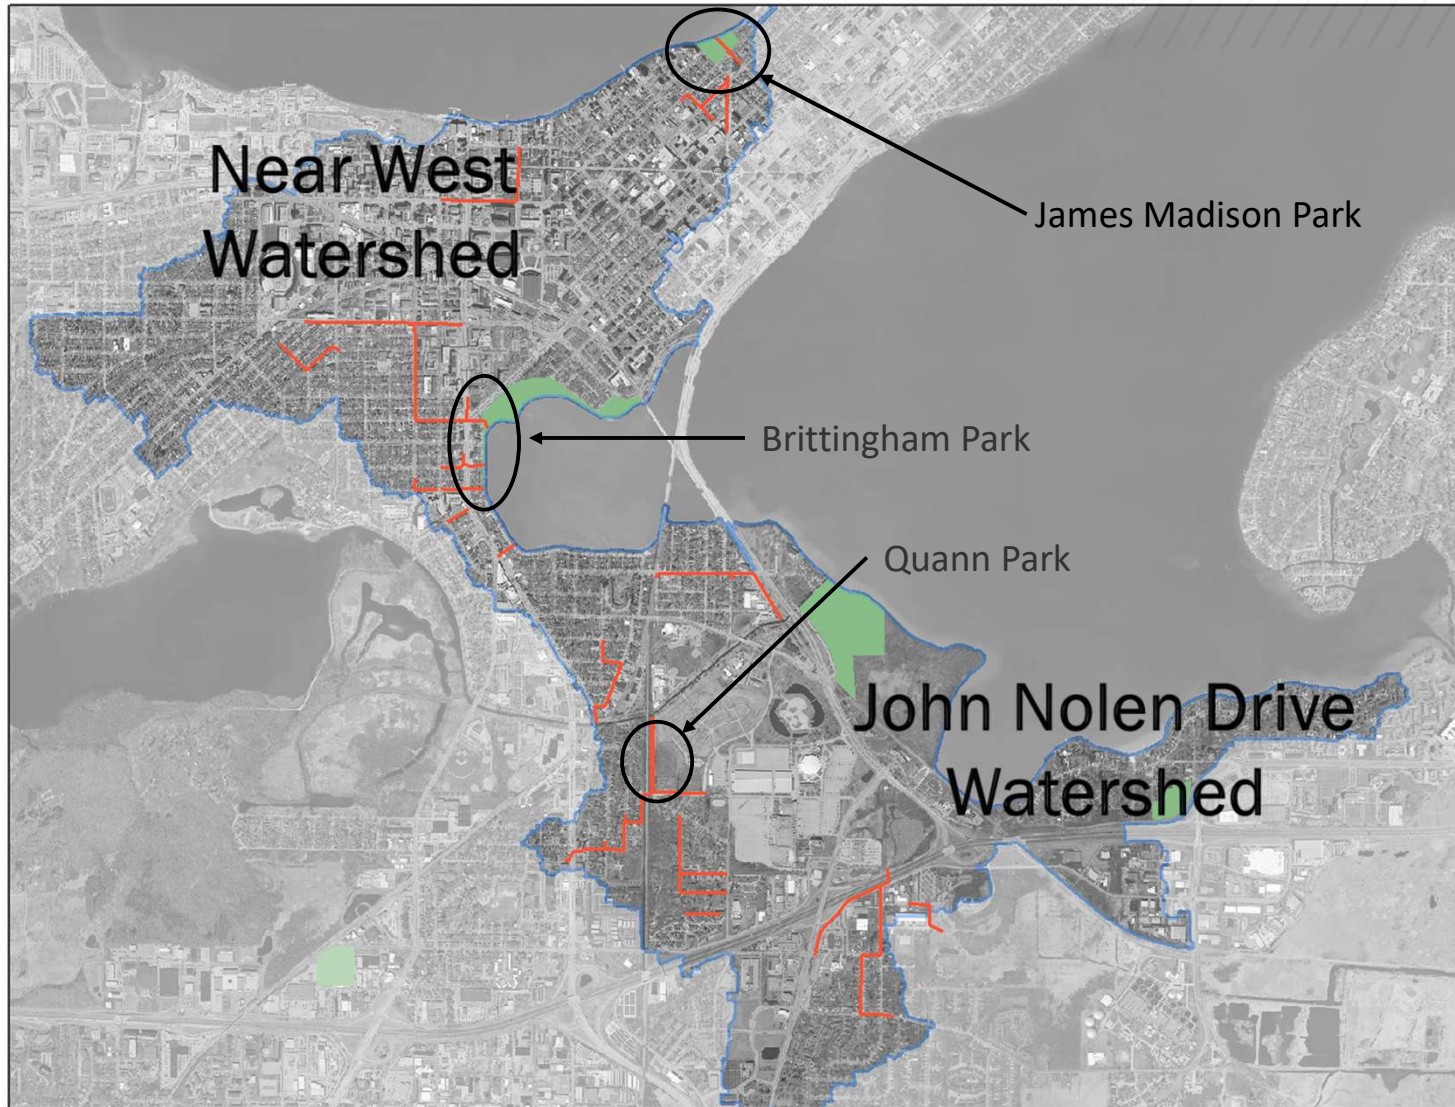 Near West
Watershed
James Madison Park
Brittingham Park
Quann Park
John Nolen Drive
Watershed